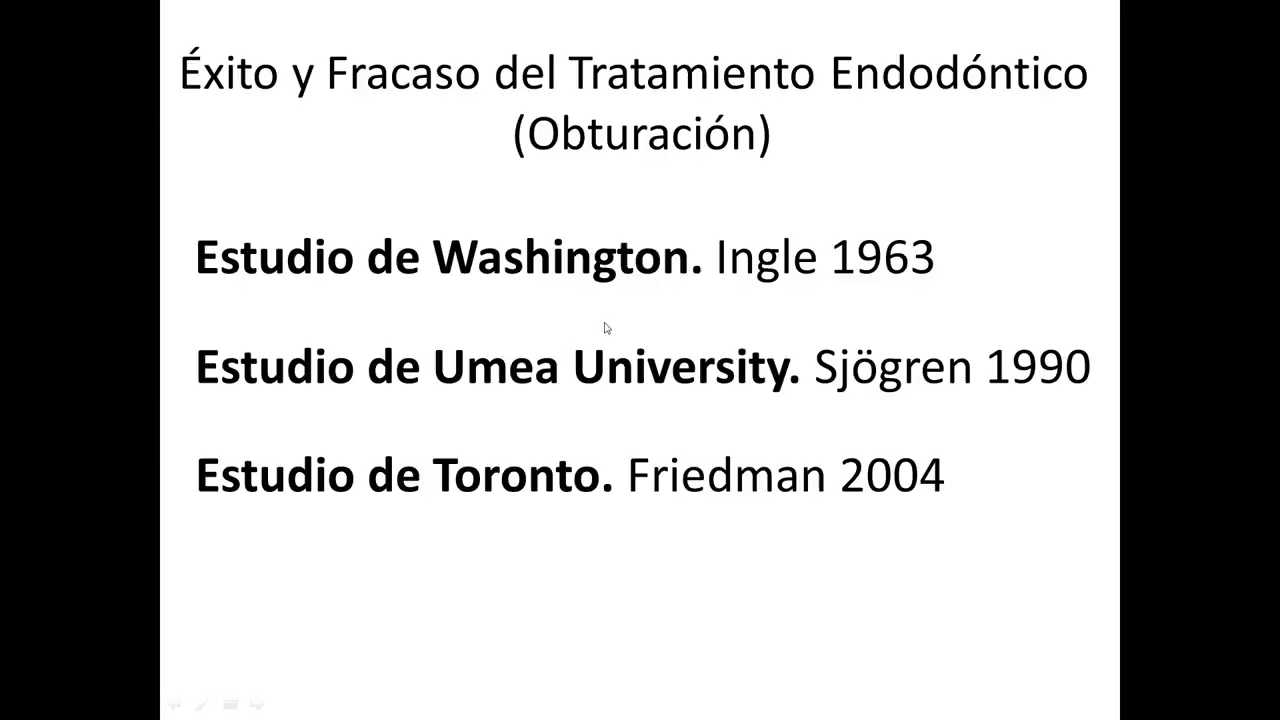 Éxito y Fracaso del Tratamiento Endodóntico
(Obturación)
Estudio de Washington. Ingle 1963
Estudio de Umea University. Sjögren 1990
Estudio de Toronto. Friedman 2004